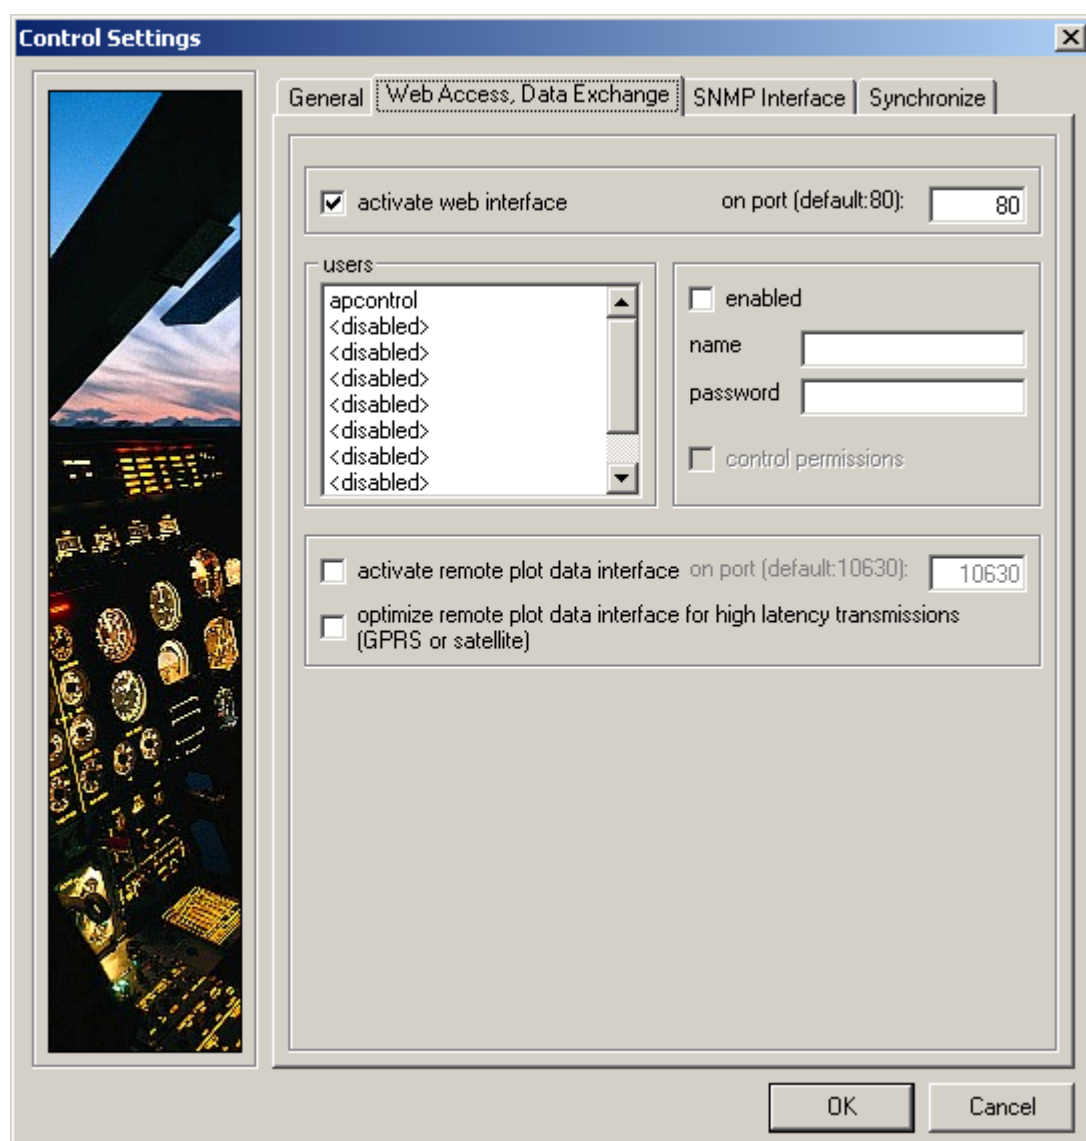 Control Settings
General Web Access, Data Exchange SNMP Interface Synchronize
activate web interface on port (default:80): 80
users
apcontrol
<disabled>
<disabled>
<disabled>
<disabled>
<disabled>
<disabled>
<disabled>
enabled
name
password
control permissions
activate remote plot data interface on port (default:10630): 10630
optimize remote plot data interface for high latency transmissions
(GPRS or satellite)
OK Cancel